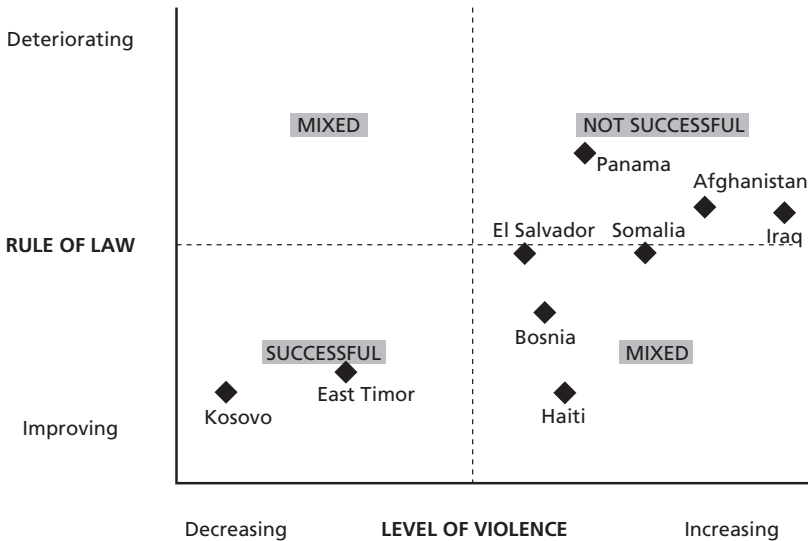 Deteriorating
MIXED
NOT SUCCESSFUL
Panama
Afghanistan
RULE OF LAW
El Salvador
Somalia
Iraq
Bosnia
SUCCESSFUL
MIXED
East Timor
Kosovo
Haiti
Improving
Decreasing
LEVEL OF VIOLENCE
Increasing